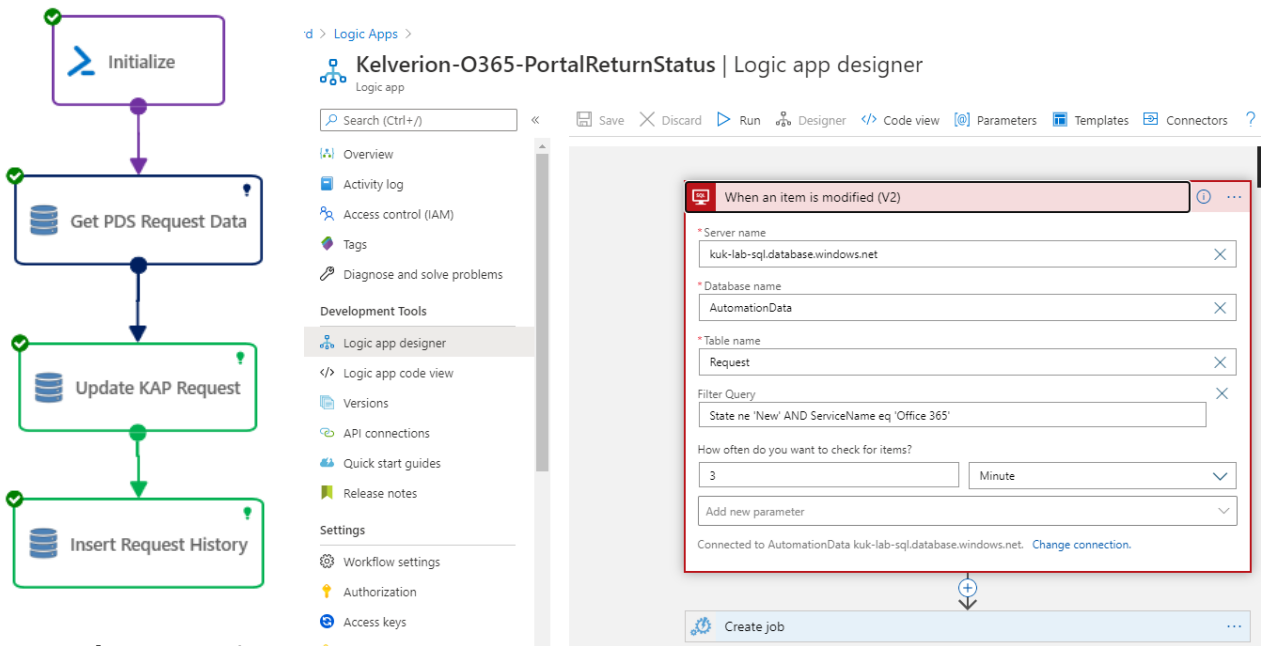 Initialize
Get PDS Request Data
Update KAP Request
Insert Request History
rd > Logic Apps >
Kelverion-O365-PortalReturnStatus | Logic app designer
Logic app
Search (Ctrl+/)
«
Save
Discard
Run
Designer
Code view
Parameters
Templates
Connectors
?
Overview
Activity log
Access control (IAM)
Tags
Diagnose and solve problems
Development Tools
Logic app designer
Logic app code view
Versions
API connections
Quick start guides
Release notes
Settings
Workflow settings
Authorization
Access keys
When an item is modified (V2)
* Server name
kuk-lab-sql.database.windows.net
* Database name
AutomationData
* Table name
Request
Filter Query
State ne 'New' AND ServiceName eq 'Office 365'
How often do you want to check for items?
3
Minute
Add new parameter
Connected to AutomationData kuk-lab-sql.database.windows.net. Change connection.
Create job